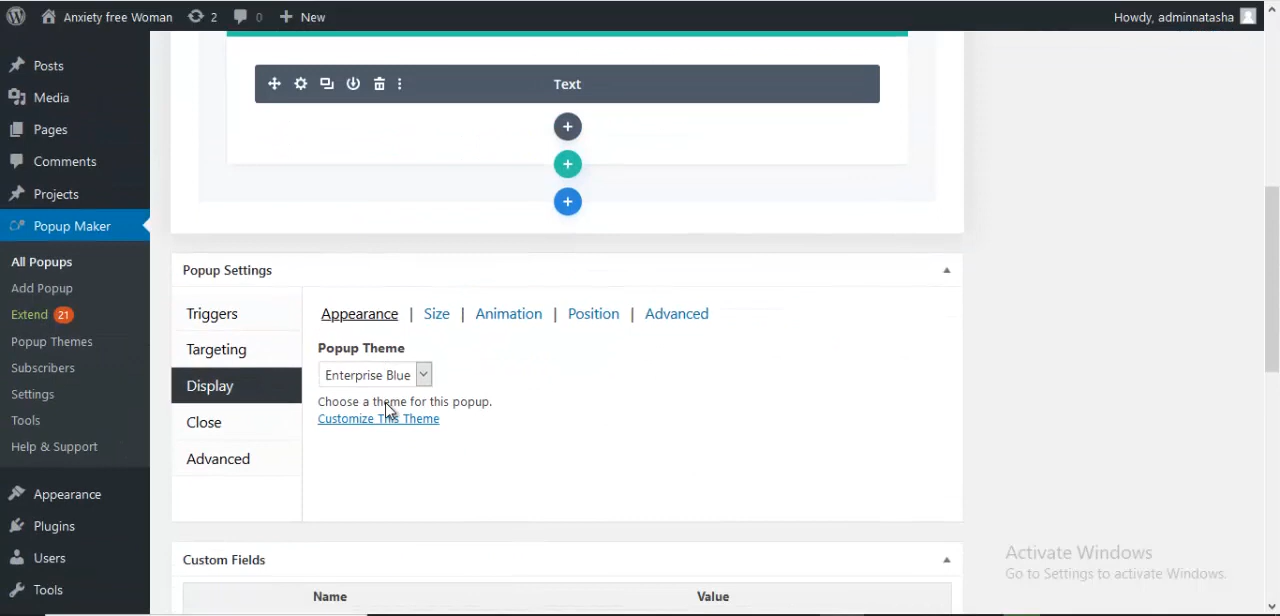 Anxiety free Woman 2 0 New Howdy, adminnatasha
Posts
Media
Pages
Comments
Projects
Popup Maker
All Popups
Add Popup
Extend 21
Popup Themes
Subscribers
Settings
Tools
Help & Support
Appearance
Plugins
Users
Tools
Text
Popup Settings
Triggers
Targeting
Display
Close
Advanced
Appearance | Size | Animation | Position | Advanced
Popup Theme
Enterprise Blue
Choose a theme for this popup.
Customize This Theme
Custom Fields
Name Value
Activate Windows
Go to Settings to activate Windows.